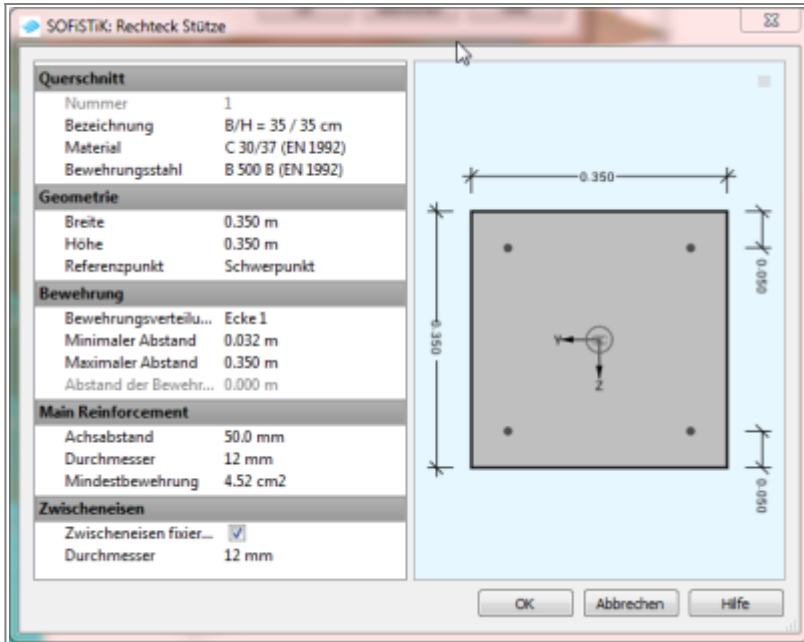 SOFiSTiK: Rechteck Stütze
Querschnitt
Nummer 1
Bezeichnung B/H = 35 / 35 cm
Material C 30/37 (EN 1992)
Bewehrungsstahl B 500 B (EN 1992)
Geometrie
Breite 0.350 m
Höhe 0.350 m
Referenzpunkt Schwerpunkt
Bewehrung
Bewehrungsverteilu... Ecke 1
Minimaler Abstand 0.032 m
Maximaler Abstand 0.350 m
Abstand der Bewehr... 0.000 m
Main Reinforcement
Achsabstand 50.0 mm
Durchmesser 12 mm
Mindestbewehrung 4.52 cm2
Zwischeneisen
Zwischeneisen fixier...
Durchmesser 12 mm
0.350
0.050
0.350
Y
Z
0.050
OK Abbrechen Hilfe